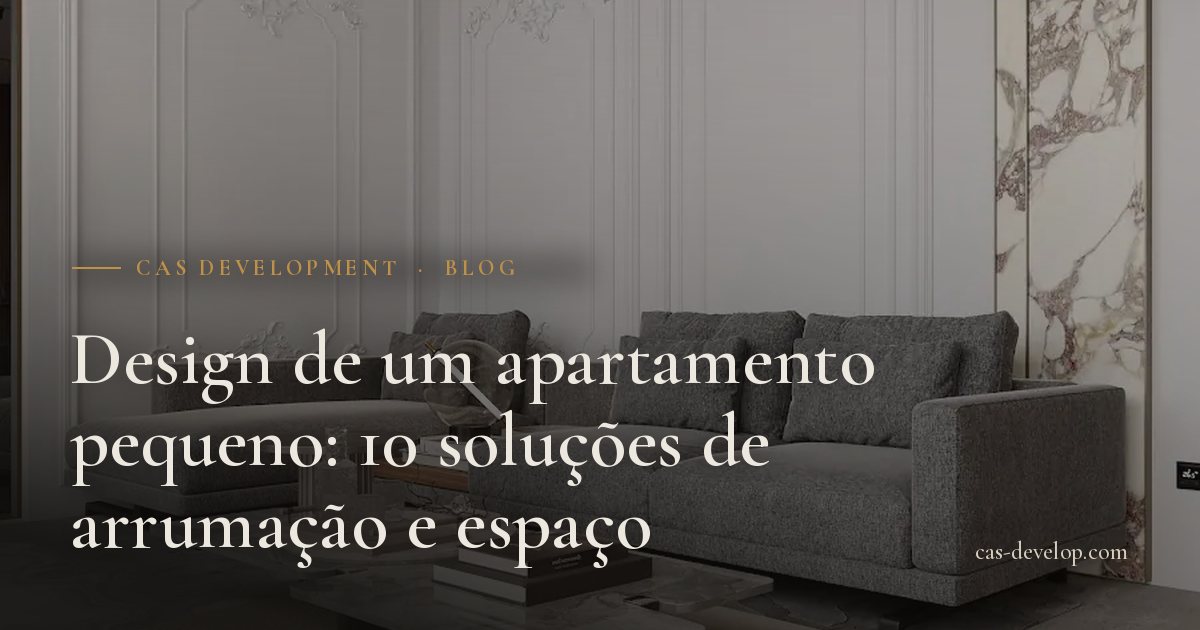 CAS DEVELOPMENT · BLOG
Design de um apartamento
pequeno: 10 soluções de
arrumação e espaço
cas-develop.com